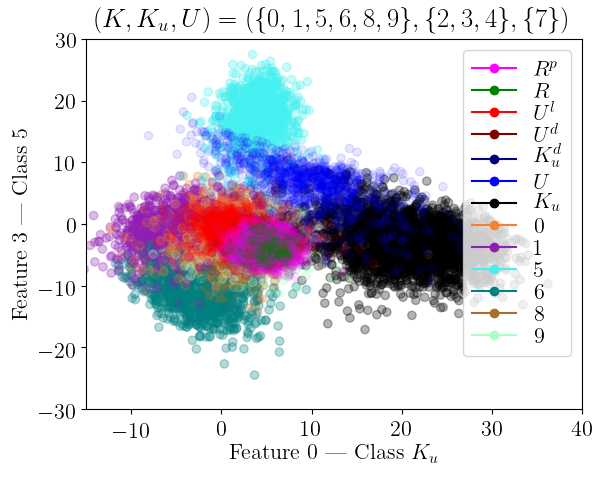 (K, K_u, U) = ({0, 1, 5, 6, 8, 9}, {2, 3, 4}, {7})
30
20
10
0
−10
−20
−30
Feature 3 — Class 5
R^p
R
U^l
U^d
K_u^d
U
K_u
0
1
5
6
8
9
−10
0
10
20
30
40
Feature 0 — Class K_u